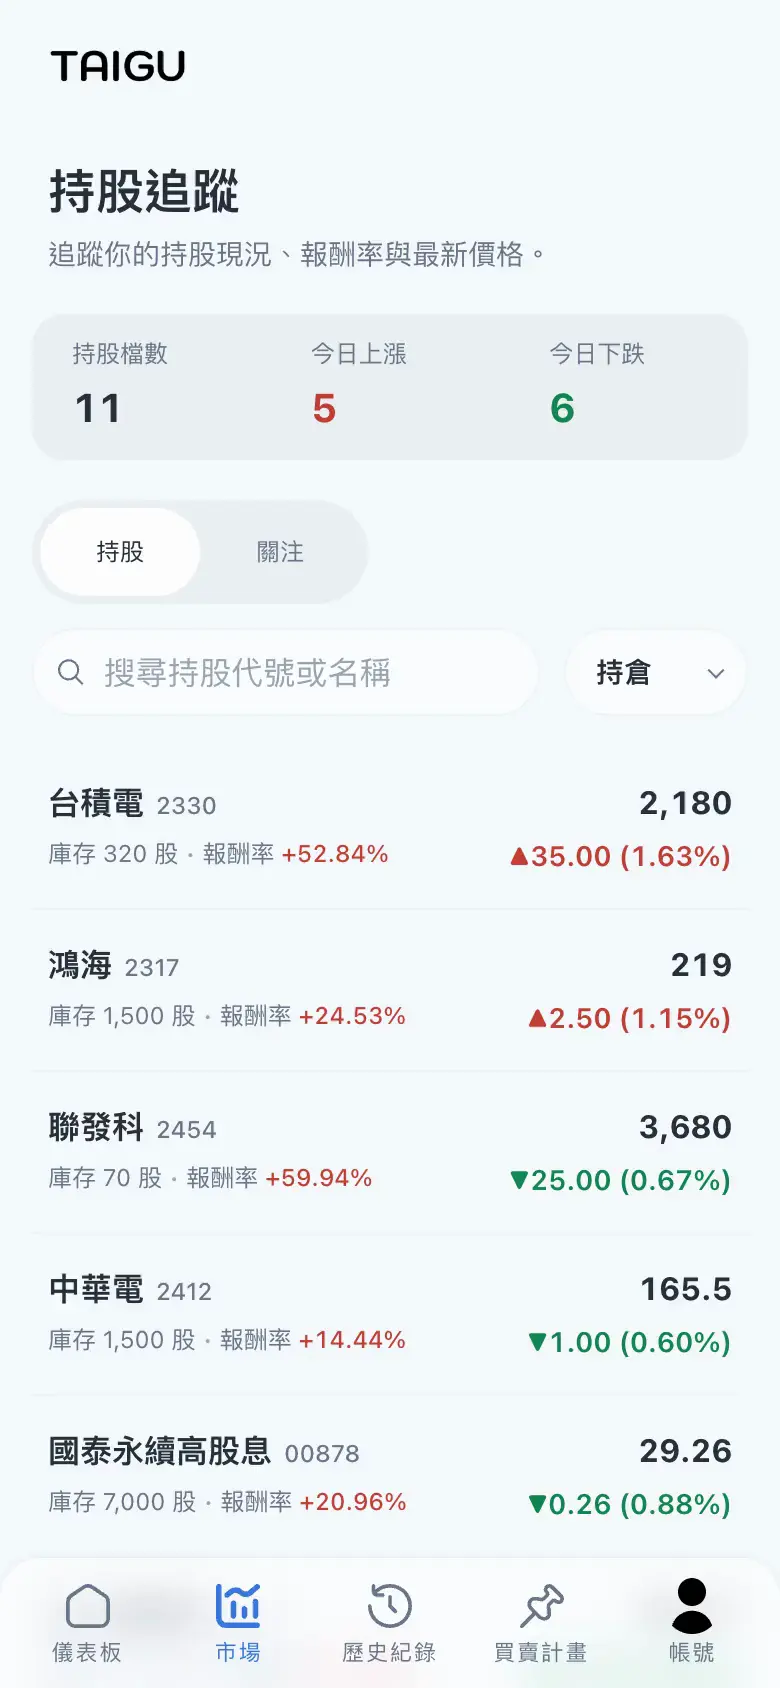 TAIGU
持股追蹤
追蹤你的持股現況、報酬率與最新價格。
持股檔數 今日上漲 今日下跌
11 5 6
持股 關注
搜尋持股代號或名稱 持倉
台積電 2330 2,180
庫存 320 股 · 報酬率 +52.84% ▲35.00 (1.63%)
鴻海 2317 219
庫存 1,500 股 · 報酬率 +24.53% ▲2.50 (1.15%)
聯發科 2454 3,680
庫存 70 股 · 報酬率 +59.94% ▼25.00 (0.67%)
中華電 2412 165.5
庫存 1,500 股 · 報酬率 +14.44% ▼1.00 (0.60%)
國泰永續高股息 00878 29.26
庫存 7,000 股 · 報酬率 +20.96% ▼0.26 (0.88%)
儀表板 市場 歷史紀錄 買賣計畫 帳號